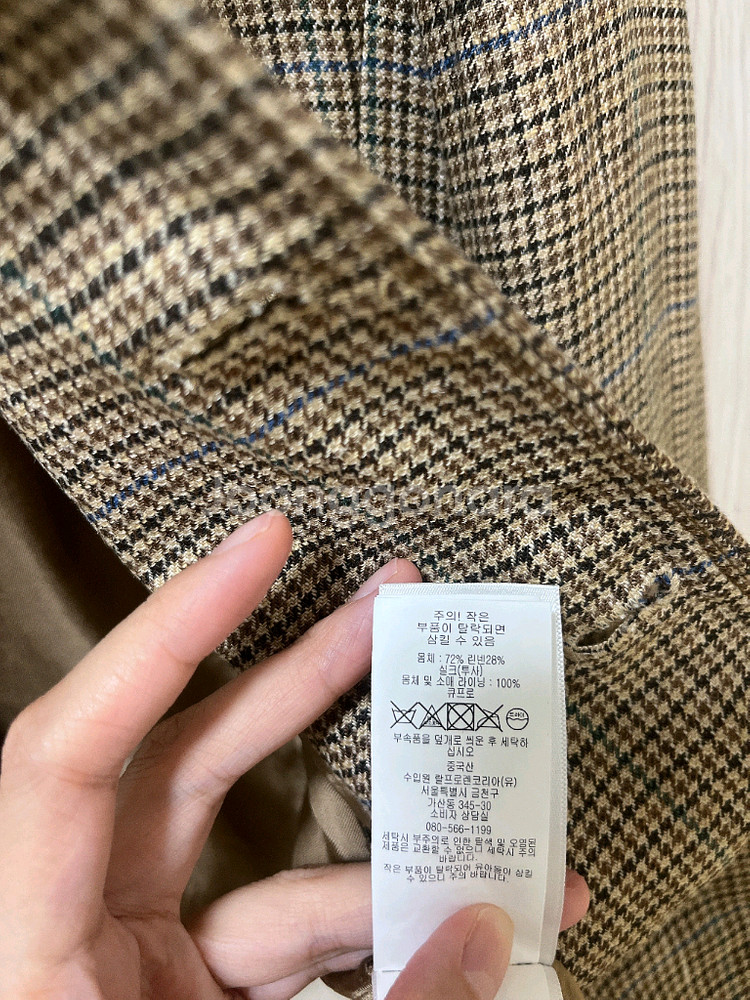 주의! 작은
부품이 탈락되면
삼킬 수 있음
몸체 : 72% 린넨28%
실크(투사)
몸체 및 소매 라이닝 : 100%
큐프로
부속품을 덮개로 씌운 후 세탁하
십시오
중국산
수입원 랄프로렌코리아(유)
서울특별시 금천구
가산동 345-30
소비자 상담실
080-566-1199
세탁시 부주의로 인한 탈색 및 오염된
제품은 교환할 수 없으니 세탁시 주의
바랍니다.
작은 부품이 탈락되어 유아들이 삼킬
수 있으니 주의 바랍니다.